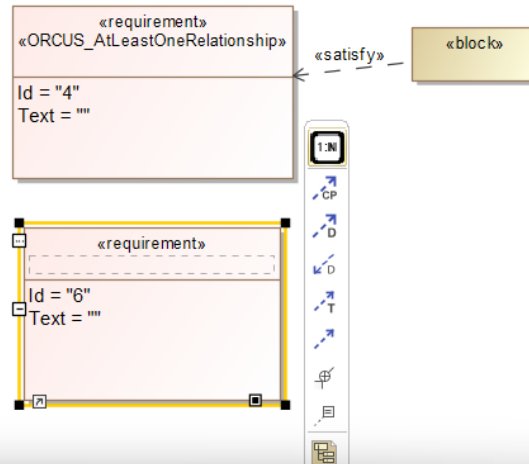 «requirement»
«ORCUS_AtLeastOneRelationship»
Id = "4"
Text = ""
«satisfy»
«block»
1:N
CP
D
D
T
«requirement»
Id = "6"
Text = ""